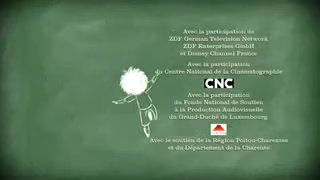 Avec la participation de
ZDF German Television Network
ZDF Enterprises GmbH
et Disney Channel France
Avec la participation
du Centre National de la Cinématographie
CNC
Avec la participation
du Fonds National de Soutien
à la Production Audiovisuelle
du Grand-Duché de Luxembourg
Avec le soutien de la Région Poitou-Charentes
et du Département de la Charente